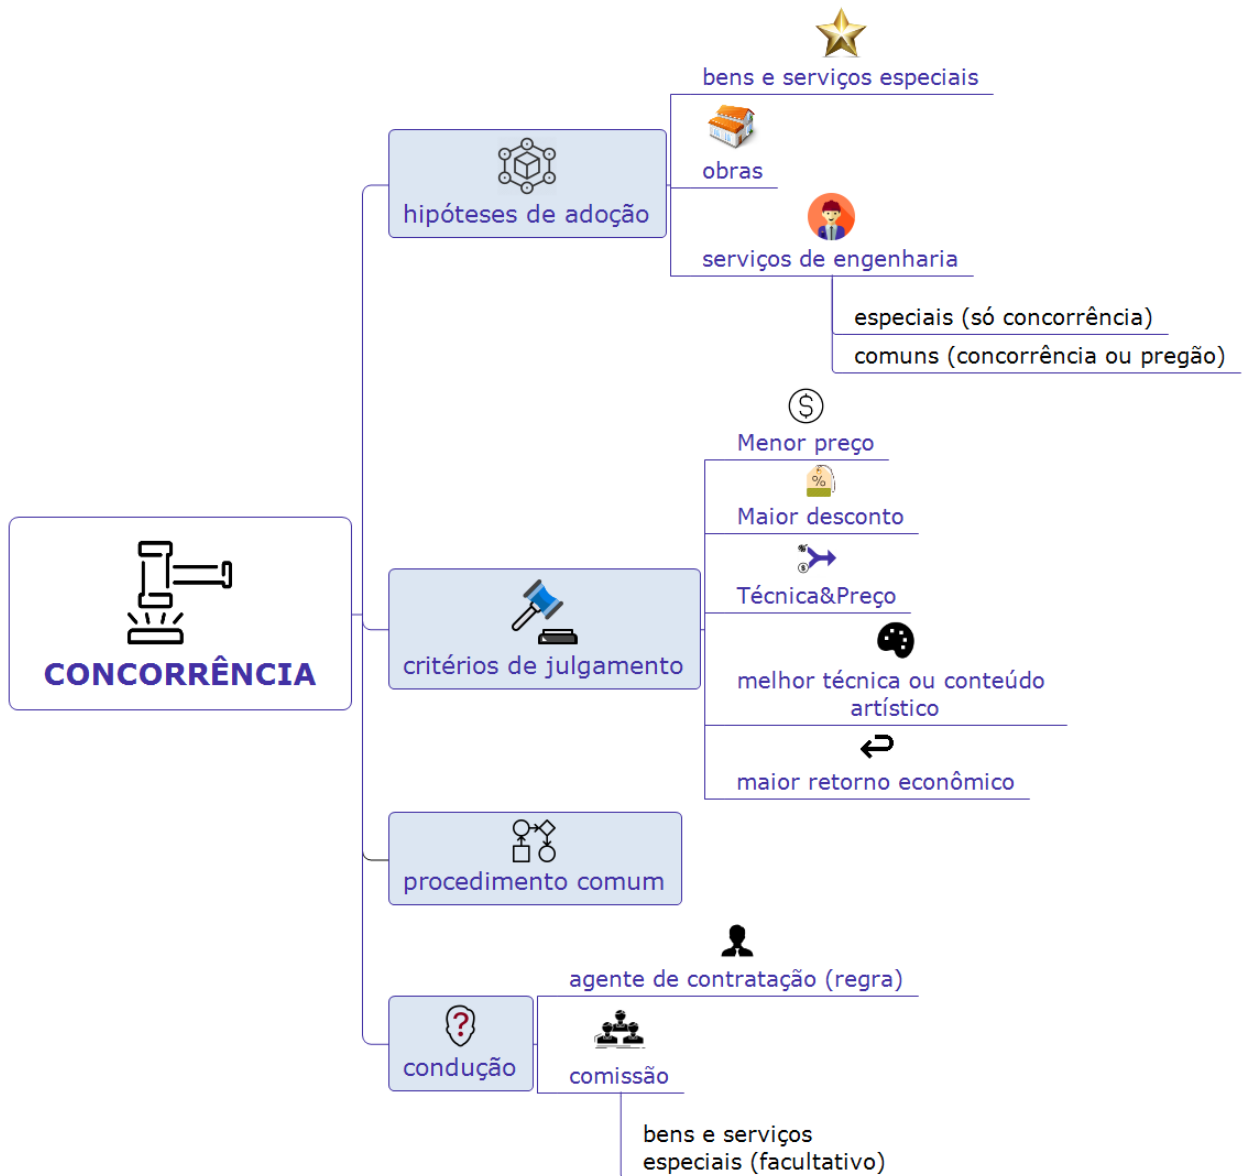 bens e serviços especiais
obras
hipóteses de adoção
serviços de engenharia
especiais (só concorrência)
comuns (concorrência ou pregão)
$
Menor preço
%
Maior desconto
Técnica&Preço
CONCORRÊNCIA
critérios de julgamento
melhor técnica ou conteúdo
artístico
maior retorno econômico
procedimento comum
agente de contratação (regra)
?
condução
comissão
bens e serviços
especiais (facultativo)